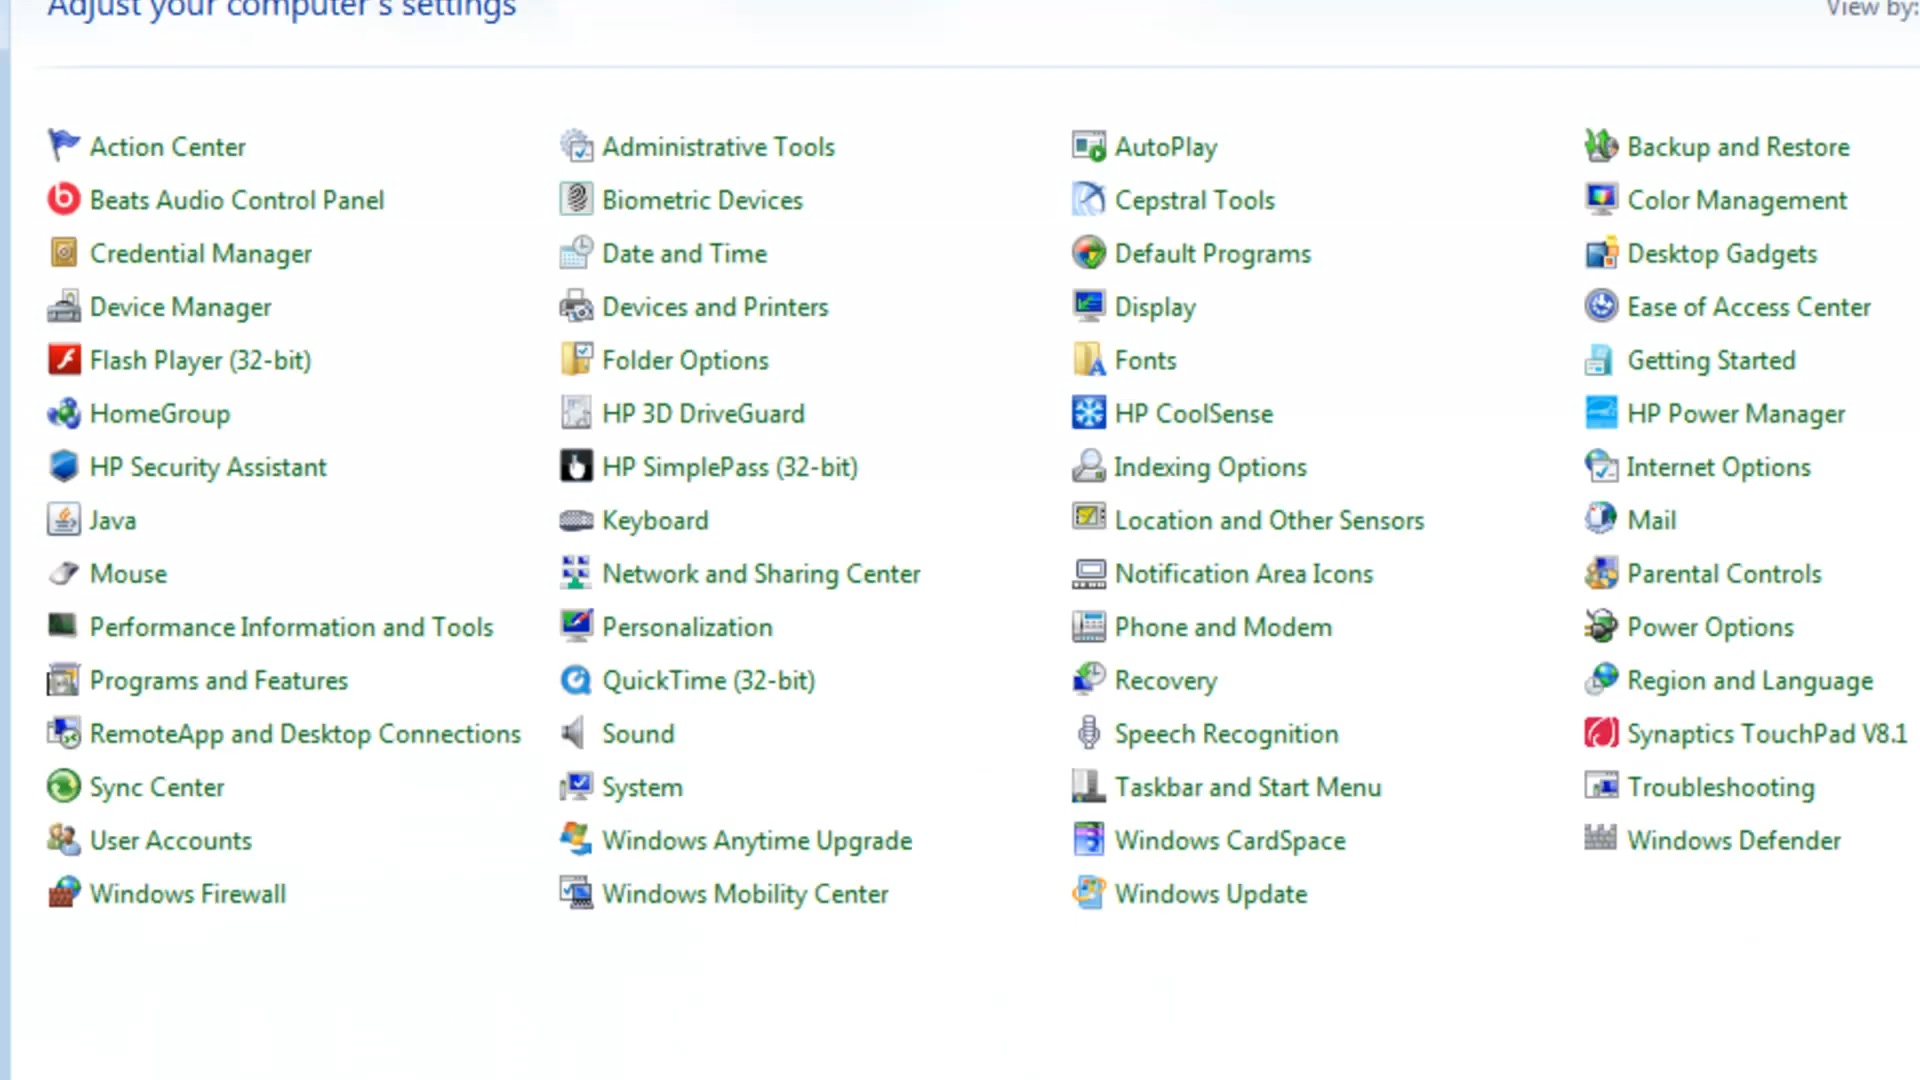 Adjust your computer's settings
View by:
Action Center
Administrative Tools
AutoPlay
Backup and Restore
Beats Audio Control Panel
Biometric Devices
Cepstral Tools
Color Management
Credential Manager
Date and Time
Default Programs
Desktop Gadgets
Device Manager
Devices and Printers
Display
Ease of Access Center
Flash Player (32-bit)
Folder Options
Fonts
Getting Started
HomeGroup
HP 3D DriveGuard
HP CoolSense
HP Power Manager
HP Security Assistant
HP SimplePass (32-bit)
Indexing Options
Internet Options
Java
Keyboard
Location and Other Sensors
Mail
Mouse
Network and Sharing Center
Notification Area Icons
Parental Controls
Performance Information and Tools
Personalization
Phone and Modem
Power Options
Programs and Features
QuickTime (32-bit)
Recovery
Region and Language
RemoteApp and Desktop Connections
Sound
Speech Recognition
Synaptics TouchPad V8.1
Sync Center
System
Taskbar and Start Menu
Troubleshooting
User Accounts
Windows Anytime Upgrade
Windows CardSpace
Windows Defender
Windows Firewall
Windows Mobility Center
Windows Update